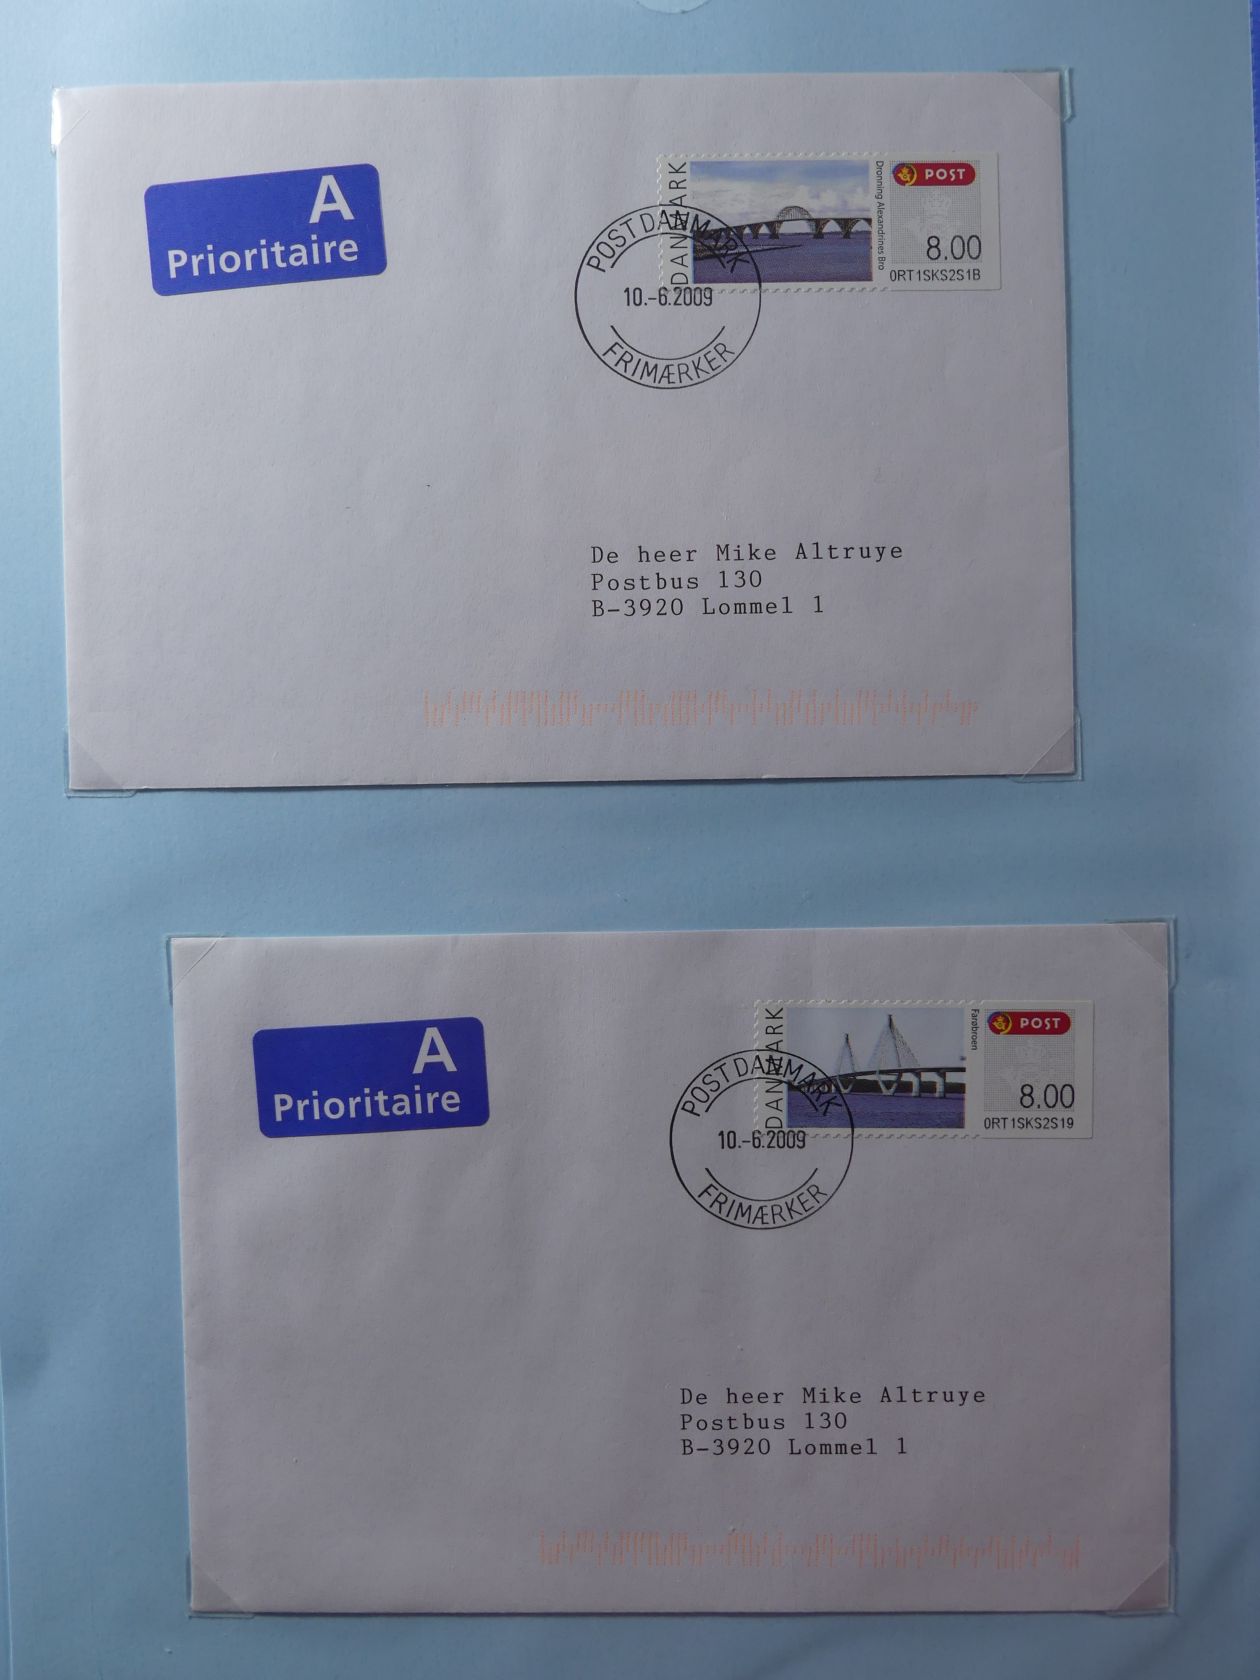 A
Prioritaire
DANMARK
Dronning Alexandrines Bro
POST
8.00
0RT1SKS2S1B
POST DANMARK
10.-6.2009
FRIMÆRKER
De heer Mike Altruye
Postbus 130
B-3920 Lommel 1
A
Prioritaire
DANMARK
Farøbroen
POST
8.00
0RT1SKS2S19
POST DANMARK
10.-6.2009
FRIMÆRKER
De heer Mike Altruye
Postbus 130
B-3920 Lommel 1